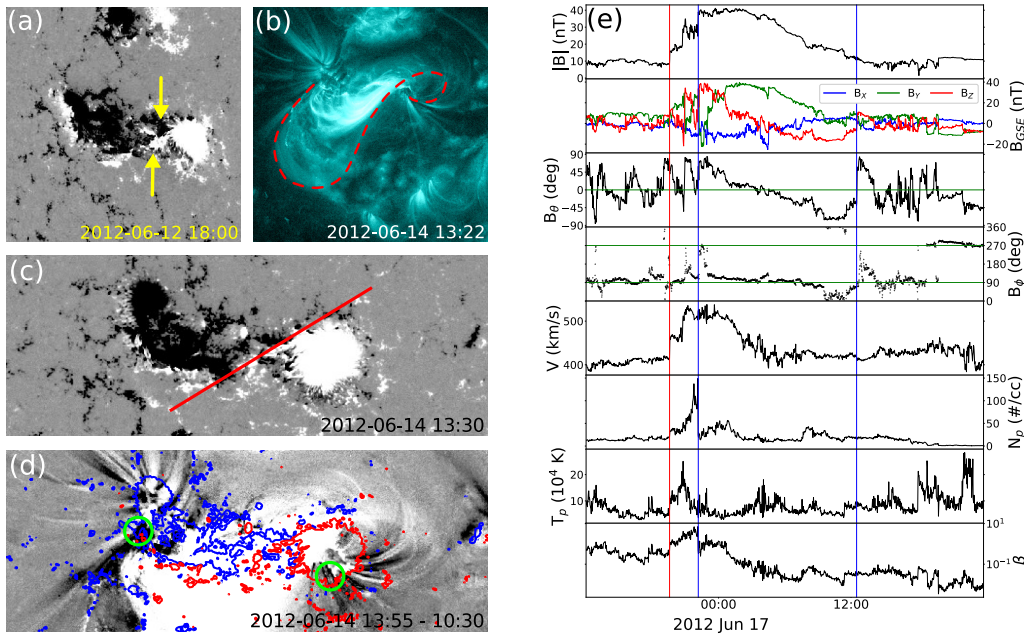 (a)
2012-06-12 18:00
(b)
2012-06-14 13:22
(c)
2012-06-14 13:30
(d)
2012-06-14 13:55 - 10:30
(e)
|B| (nT)
40
30
20
10
0
B_X B_Y B_Z
B_GSE (nT)
40
20
0
−20
B_θ (deg)
90
45
0
−45
−90
B_ϕ (deg)
360
270
180
90
0
V (km/s)
500
400
N_p (#/cc)
150
100
50
0
T_p (10^4 K)
20
10
β
10^1
10^−1
00:00 12:00
2012 Jun 17